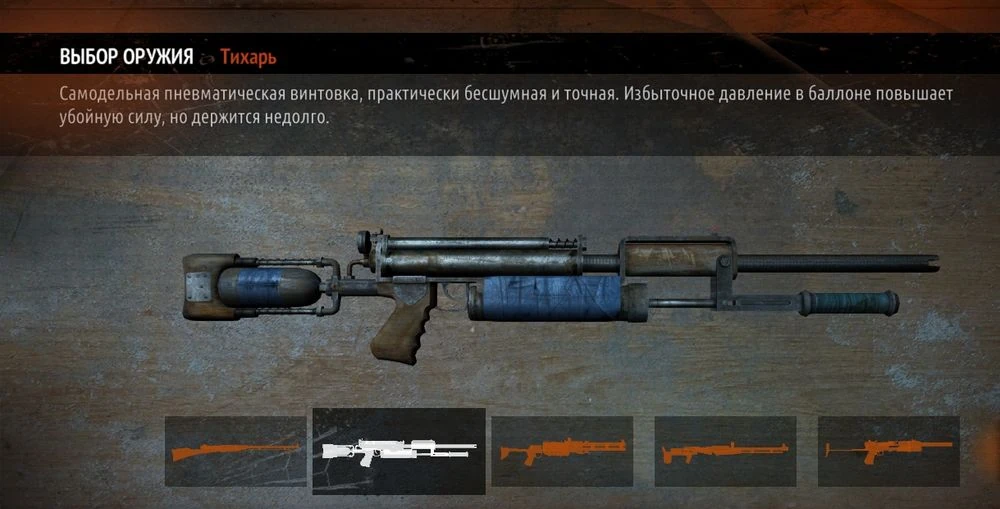 ВЫБОР ОРУЖИЯ Тихарь
Самодельная пневматическая винтовка, практически бесшумная и точная. Избыточное давление в баллоне повышает
убойную силу, но держится недолго.